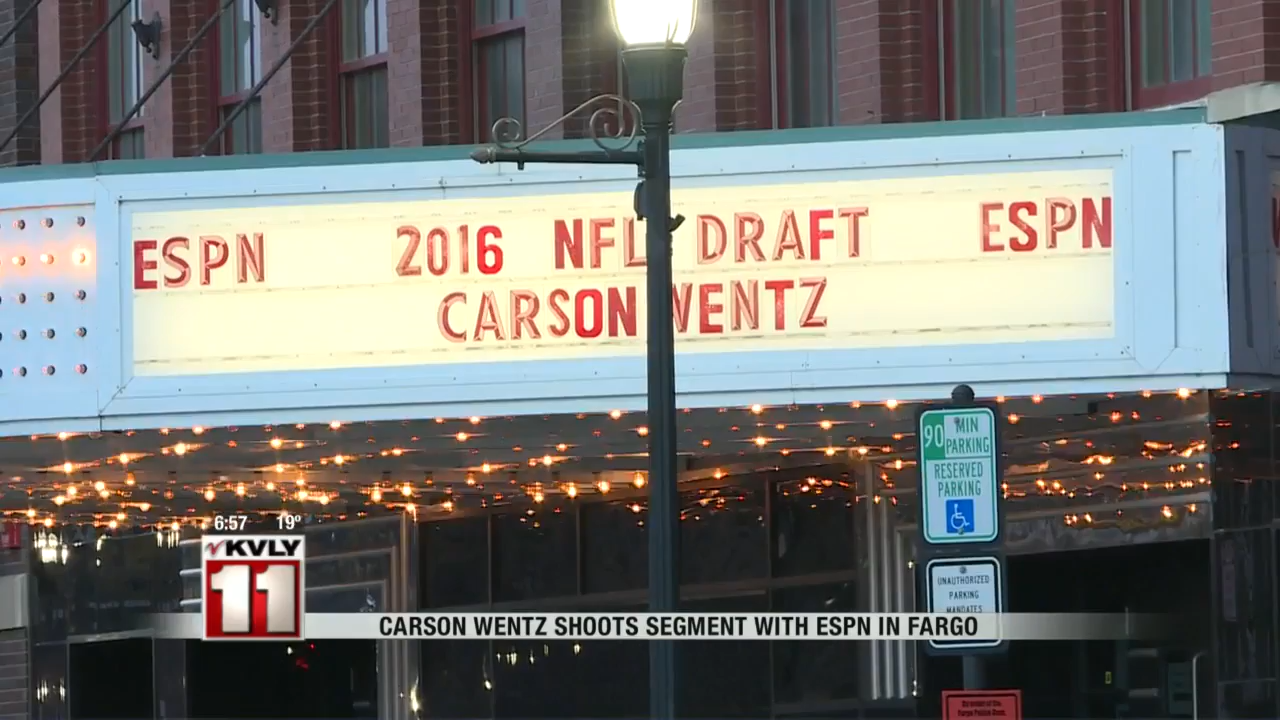 ESPN 2016 NFL DRAFT ESPN
CARSON WENTZ
90 MIN
PARKING
RESERVED
PARKING
UNAUTHORIZED
PARKING
MANDATES
6:57 19°
KVLY
11
CARSON WENTZ SHOOTS SEGMENT WITH ESPN IN FARGO